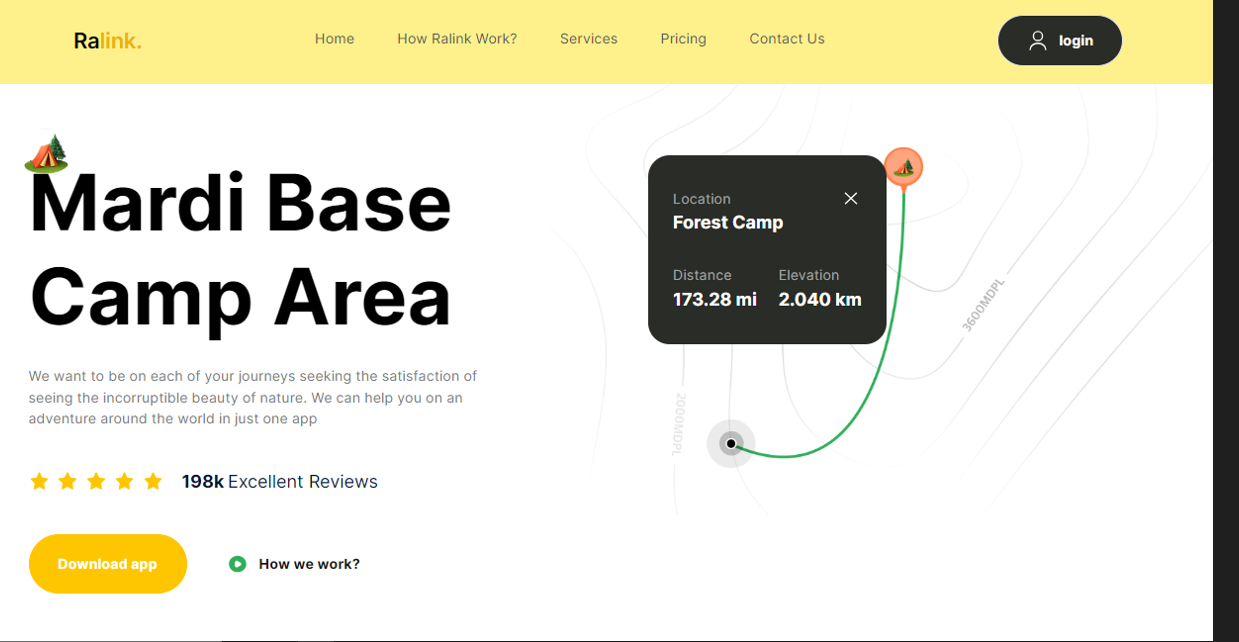 Ralink.
Home How Ralink Work? Services Pricing Contact Us
login
Mardi Base
Camp Area
We want to be on each of your journeys seeking the satisfaction of
seeing the incorruptible beauty of nature. We can help you on an
adventure around the world in just one app
198k Excellent Reviews
Download app
How we work?
Location
Forest Camp
Distance Elevation
173.28 mi 2.040 km
3600MDPL
2000MDPL